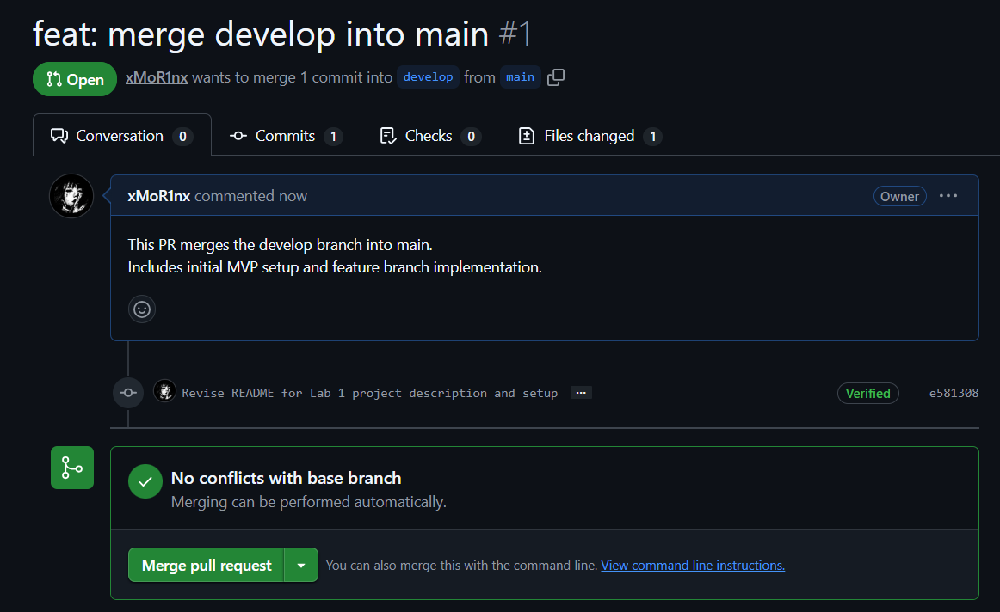 feat: merge develop into main #1
Open xMoR1nx wants to merge 1 commit into develop from main
Conversation 0 Commits 1 Checks 0 Files changed 1
xMoR1nx commented now Owner ...
This PR merges the develop branch into main.
Includes initial MVP setup and feature branch implementation.
Revise README for Lab 1 project description and setup ... Verified e581308
No conflicts with base branch
Merging can be performed automatically.
Merge pull request You can also merge this with the command line. View command line instructions.